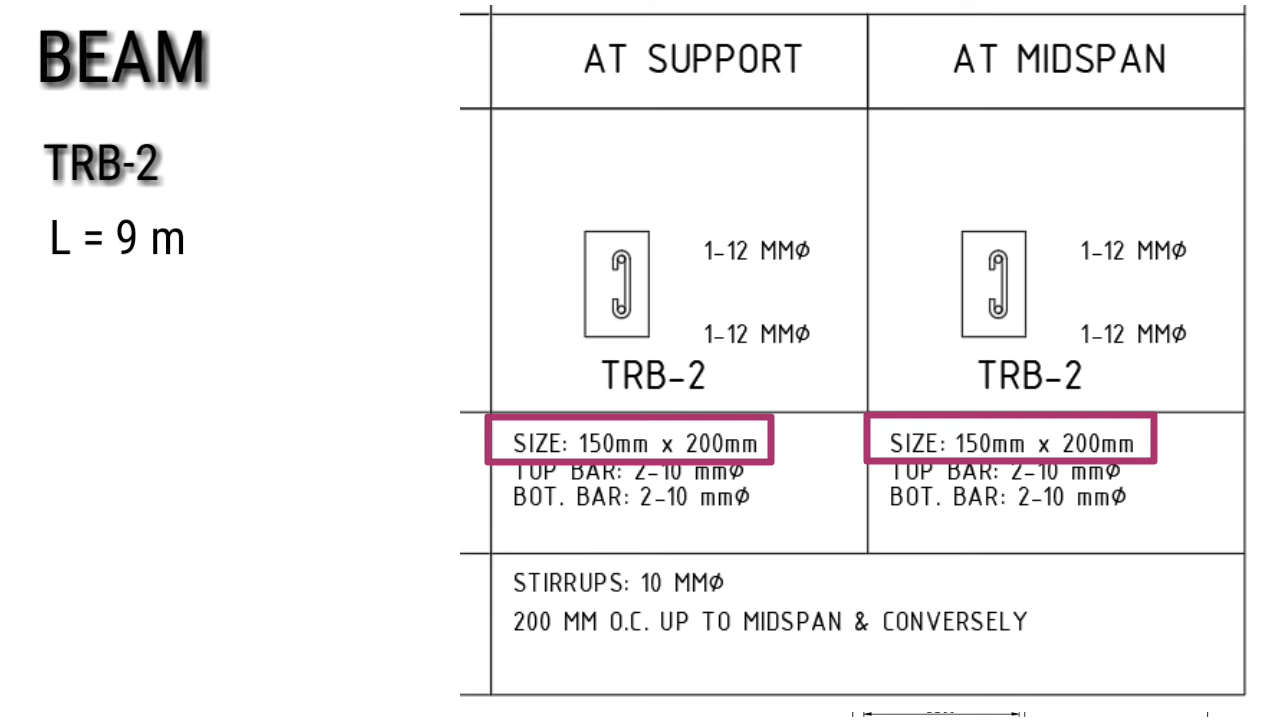 BEAM
TRB-2
L = 9 m
AT SUPPORT
AT MIDSPAN
1-12 MMØ
1-12 MMØ
TRB-2
1-12 MMØ
1-12 MMØ
TRB-2
SIZE: 150mm x 200mm
TOP BAR: 2-10 mmØ
BOT. BAR: 2-10 mmØ
SIZE: 150mm x 200mm
TOP BAR: 2-10 mmØ
BOT. BAR: 2-10 mmØ
STIRRUPS: 10 MMØ
200 MM O.C. UP TO MIDSPAN & CONVERSELY